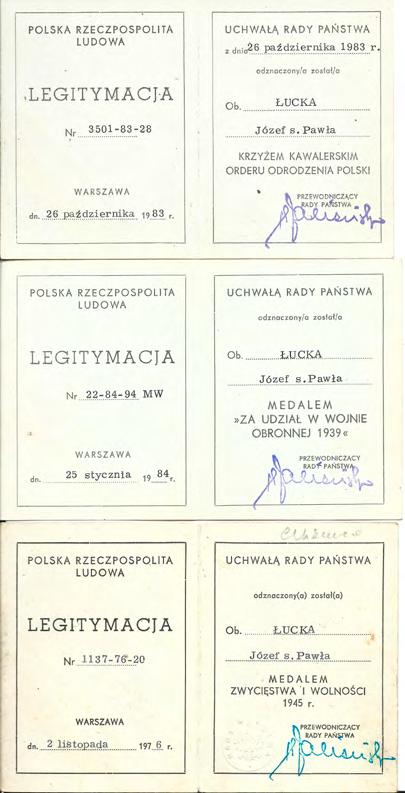 POLSKA RZECZPOSPOLITA
LUDOWA
LEGITYMACJA
Nr 3501-83-28
WARSZAWA
dn. 26 października 1983 r.
UCHWAŁĄ RADY PAŃSTWA
z dnia 26 października 1983 r.
odznaczony/a został/a
Ob. ŁUCKA
Józef s. Pawła
KRZYŻEM KAWALERSKIM
ORDERU ODRODZENIA POLSKI
PRZEWODNICZĄCY
RADY PAŃSTWA
POLSKA RZECZPOSPOLITA
LUDOWA
LEGITYMACJA
Nr 22-84-94 MW
WARSZAWA
dn. 25 stycznia 1984 r.
UCHWAŁĄ RADY PAŃSTWA
odznaczony/a został/a
Ob. ŁUCKA
Józef s. Pawła
MEDALEM
»ZA UDZIAŁ W WOJNIE
OBRONNEJ 1939«
PRZEWODNICZĄCY
RADY PAŃSTWA
POLSKA RZECZPOSPOLITA
LUDOWA
LEGITYMACJA
Nr 1137-76-20
WARSZAWA
dn. 2 listopada 1976 r.
UCHWAŁĄ RADY PAŃSTWA
odznaczony(a) został(a)
Ob. ŁUCKA
Józef s. Pawła
MEDALEM
ZWYCIĘSTWA I WOLNOŚCI
1945 r.
PRZEWODNICZĄCY
RADY PAŃSTWA